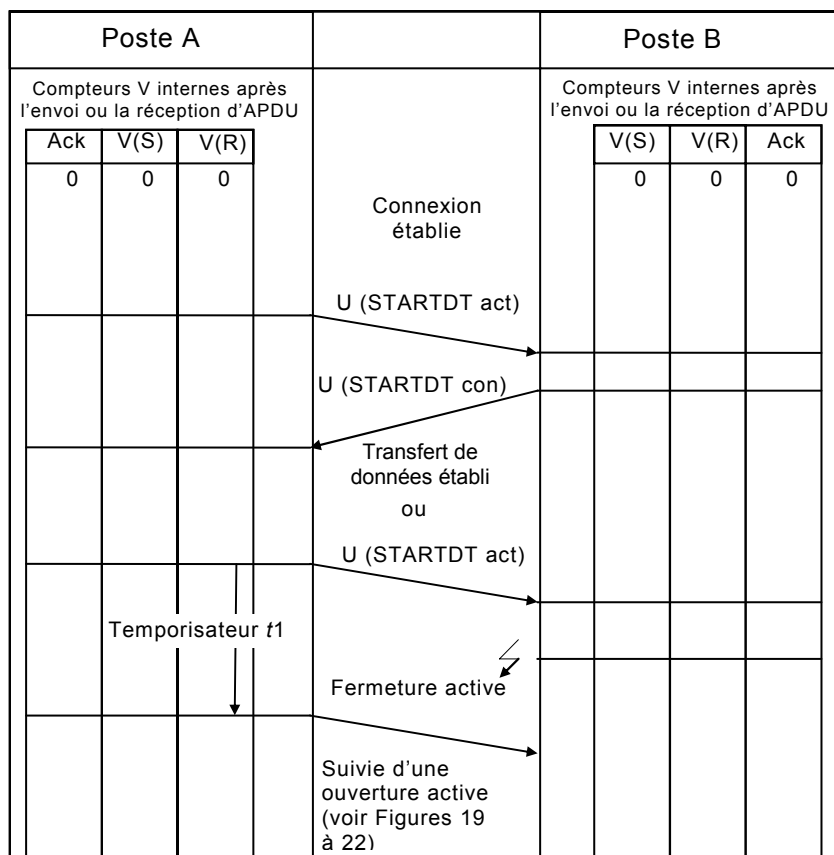 Poste A
Poste B
Compteurs V internes après
l'envoi ou la réception d'APDU
Compteurs V internes après
l'envoi ou la réception d'APDU
Ack V(S) V(R)
V(S) V(R) Ack
0 0 0
0 0 0
Connexion
établie
U (STARTDT act)
U (STARTDT con)
Transfert de
données établi
ou
U (STARTDT act)
Temporisateur t1
Fermeture active
Suivie d'une
ouverture active
(voir Figures 19
à 22)